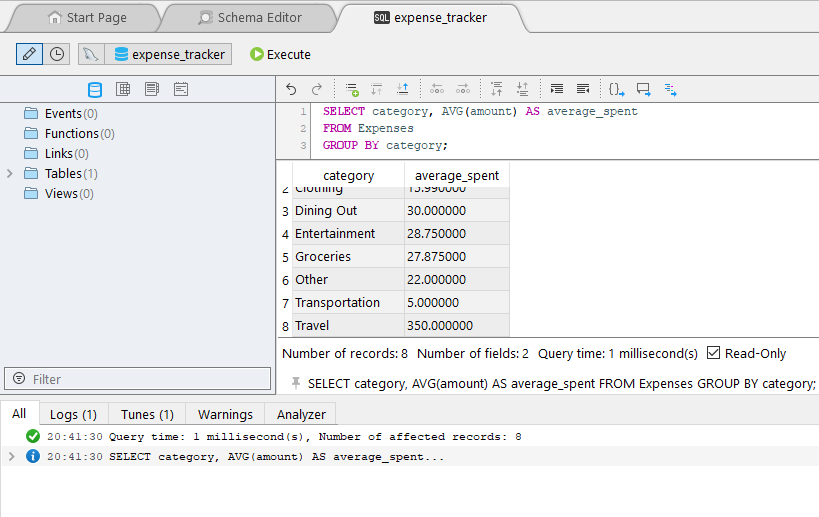 Start Page
Schema Editor
SQL expense_tracker
expense_tracker
Execute
Events(0)
Functions(0)
Links(0)
Tables(1)
Views(0)
Filter
1 SELECT category, AVG(amount) AS average_spent
2 FROM Expenses
3 GROUP BY category;
category average_spent
2 Clothing 15.990000
3 Dining Out 30.000000
4 Entertainment 28.750000
5 Groceries 27.875000
6 Other 22.000000
7 Transportation 5.000000
8 Travel 350.000000
Number of records: 8 Number of fields: 2 Query time: 1 millisecond(s) Read-Only
SELECT category, AVG(amount) AS average_spent FROM Expenses GROUP BY category;
All Logs (1) Tunes (1) Warnings Analyzer
20:41:30 Query time: 1 millisecond(s), Number of affected records: 8
20:41:30 SELECT category, AVG(amount) AS average_spent...